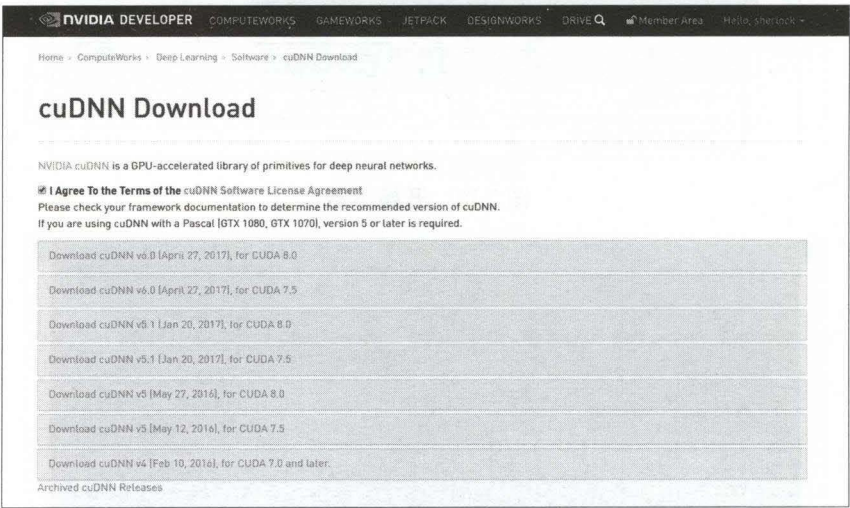 NVIDIA DEVELOPER COMPUTEWORKS GAMEWORKS JETPACK DESIGNWORKS DRIVE Member Area Hello, sherlock
Home > ComputeWorks > Deep Learning > Software > cuDNN Download
cuDNN Download
NVIDIA cuDNN is a GPU-accelerated library of primitives for deep neural networks.
I Agree To the Terms of the cuDNN Software License Agreement
Please check your framework documentation to determine the recommended version of cuDNN.
If you are using cuDNN with a Pascal (GTX 1080, GTX 1070), version 5 or later is required.
Download cuDNN v6.0 (April 27, 2017), for CUDA 8.0
Download cuDNN v6.0 (April 27, 2017), for CUDA 7.5
Download cuDNN v5.1 (Jan 20, 2017), for CUDA 8.0
Download cuDNN v5.1 (Jan 20, 2017), for CUDA 7.5
Download cuDNN v5 (May 27, 2016), for CUDA 8.0
Download cuDNN v5 (May 12, 2016), for CUDA 7.5
Download cuDNN v4 (Feb 10, 2016), for CUDA 7.0 and later.
Archived cuDNN Releases